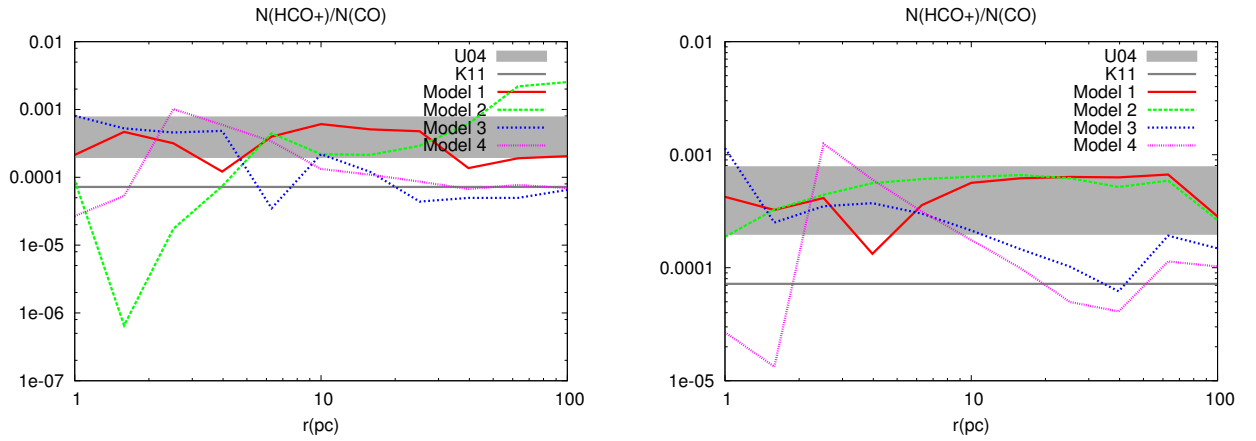 N(HCO+)/N(CO)
0.01
0.001
0.0001
1e-05
1e-06
1e-07
1
10
100
r(pc)
U04
K11
Model 1
Model 2
Model 3
Model 4
N(HCO+)/N(CO)
0.01
0.001
0.0001
1e-05
1
10
100
r(pc)
U04
K11
Model 1
Model 2
Model 3
Model 4